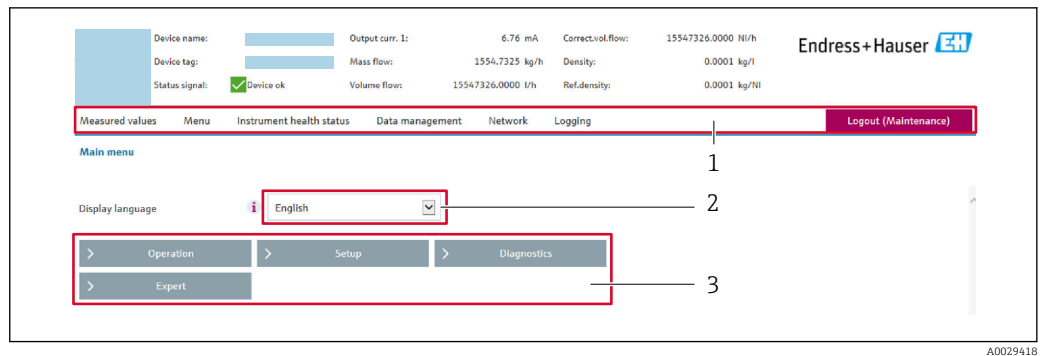 Device name: Output curr. 1: 6.76 mA Correct.vol.flow: 15547326.0000 Nl/h
Endress+Hauser EH
Device tag: Mass flow: 1554.7325 kg/h Density: 0.0001 kg/l
Status signal: Device ok Volume flow: 15547326.0000 l/h Ref.density: 0.0001 kg/Nl
Measured values Menu Instrument health status Data management Network Logging Logout (Maintenance)
1
Main menu
Display language i English 2
> Operation > Setup > Diagnostics
> Expert 3
A0029418